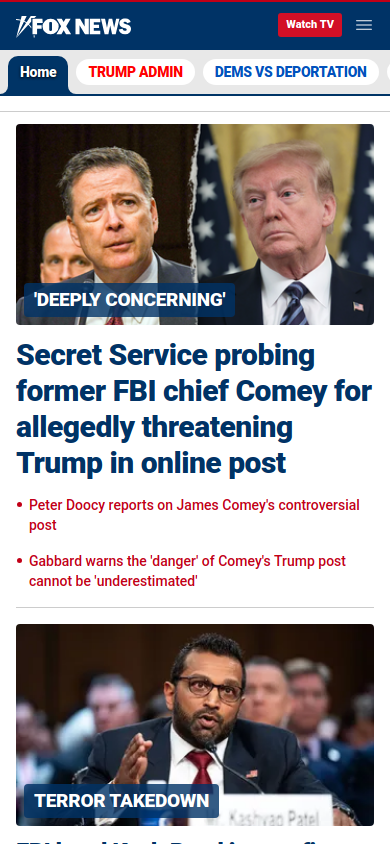 FOX NEWS
Watch TV
Home
TRUMP ADMIN
DEMS VS DEPORTATION
'DEEPLY CONCERNING'
Secret Service probing
former FBI chief Comey for
allegedly threatening
Trump in online post
• Peter Doocy reports on James Comey's controversial
post
• Gabbard warns the 'danger' of Comey's Trump post
cannot be 'underestimated'
TERROR TAKEDOWN
Kashyap Patel